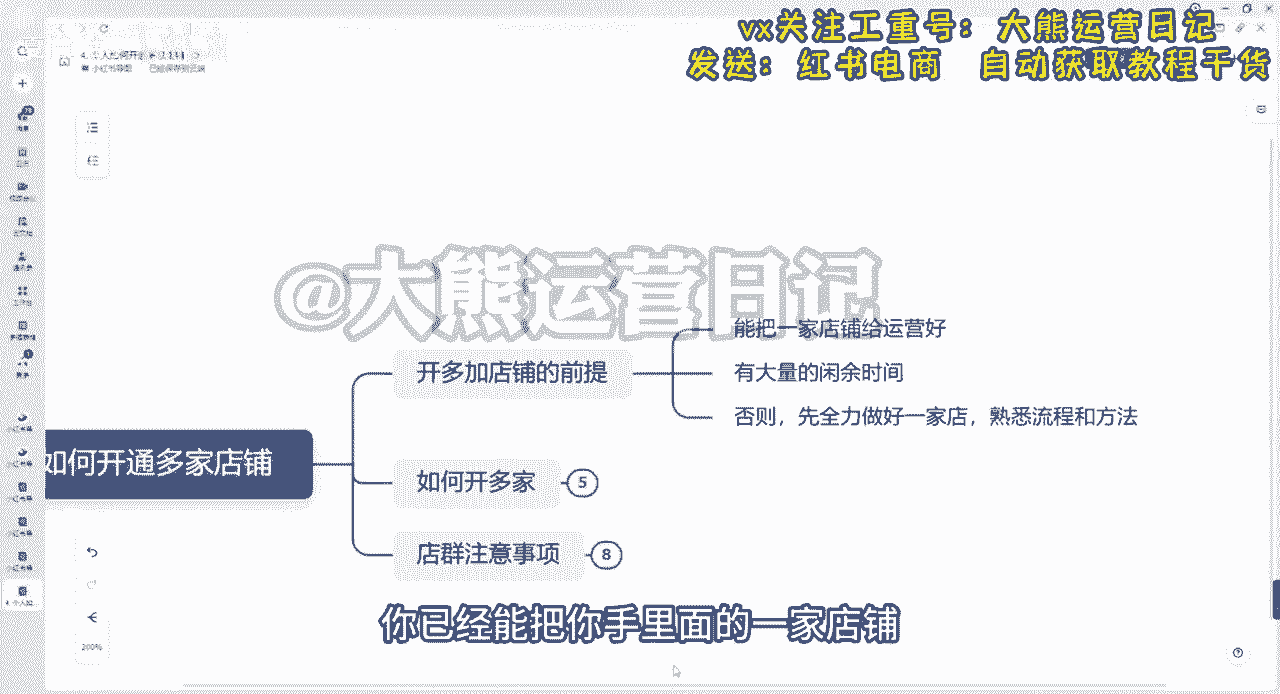 vx关注工重号：大熊运营日记
发送：红书电商 自动获取教程干货
@大熊运营日记
能把一家店铺给运营好
开多加店铺的前提
有大量的闲余时间
否则，先全力做好一家店，熟悉流程和方法
如何开通多家店铺
如何开多家
5
店群注意事项
8
你已经能把你手里面的一家店铺
200%